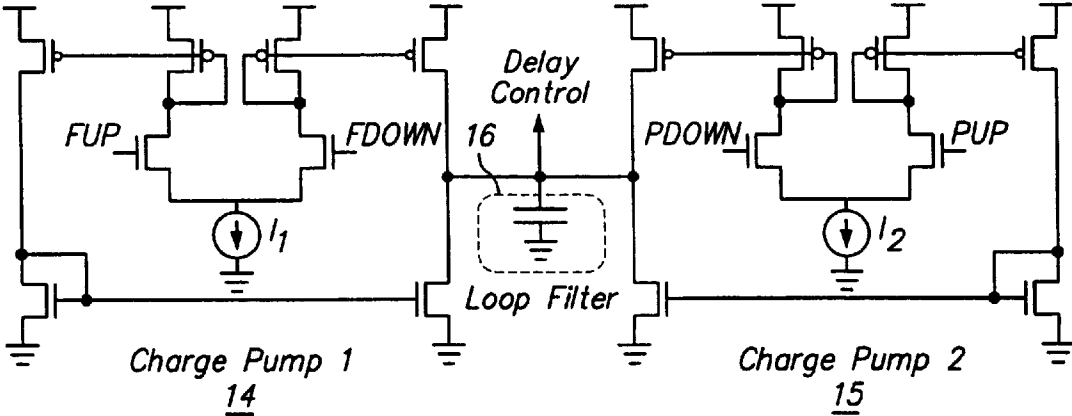 Delay
Control
FUP
FDOWN
16
PDOWN
PUP
I1
I2
Loop Filter
Charge Pump 1
14
Charge Pump 2
15